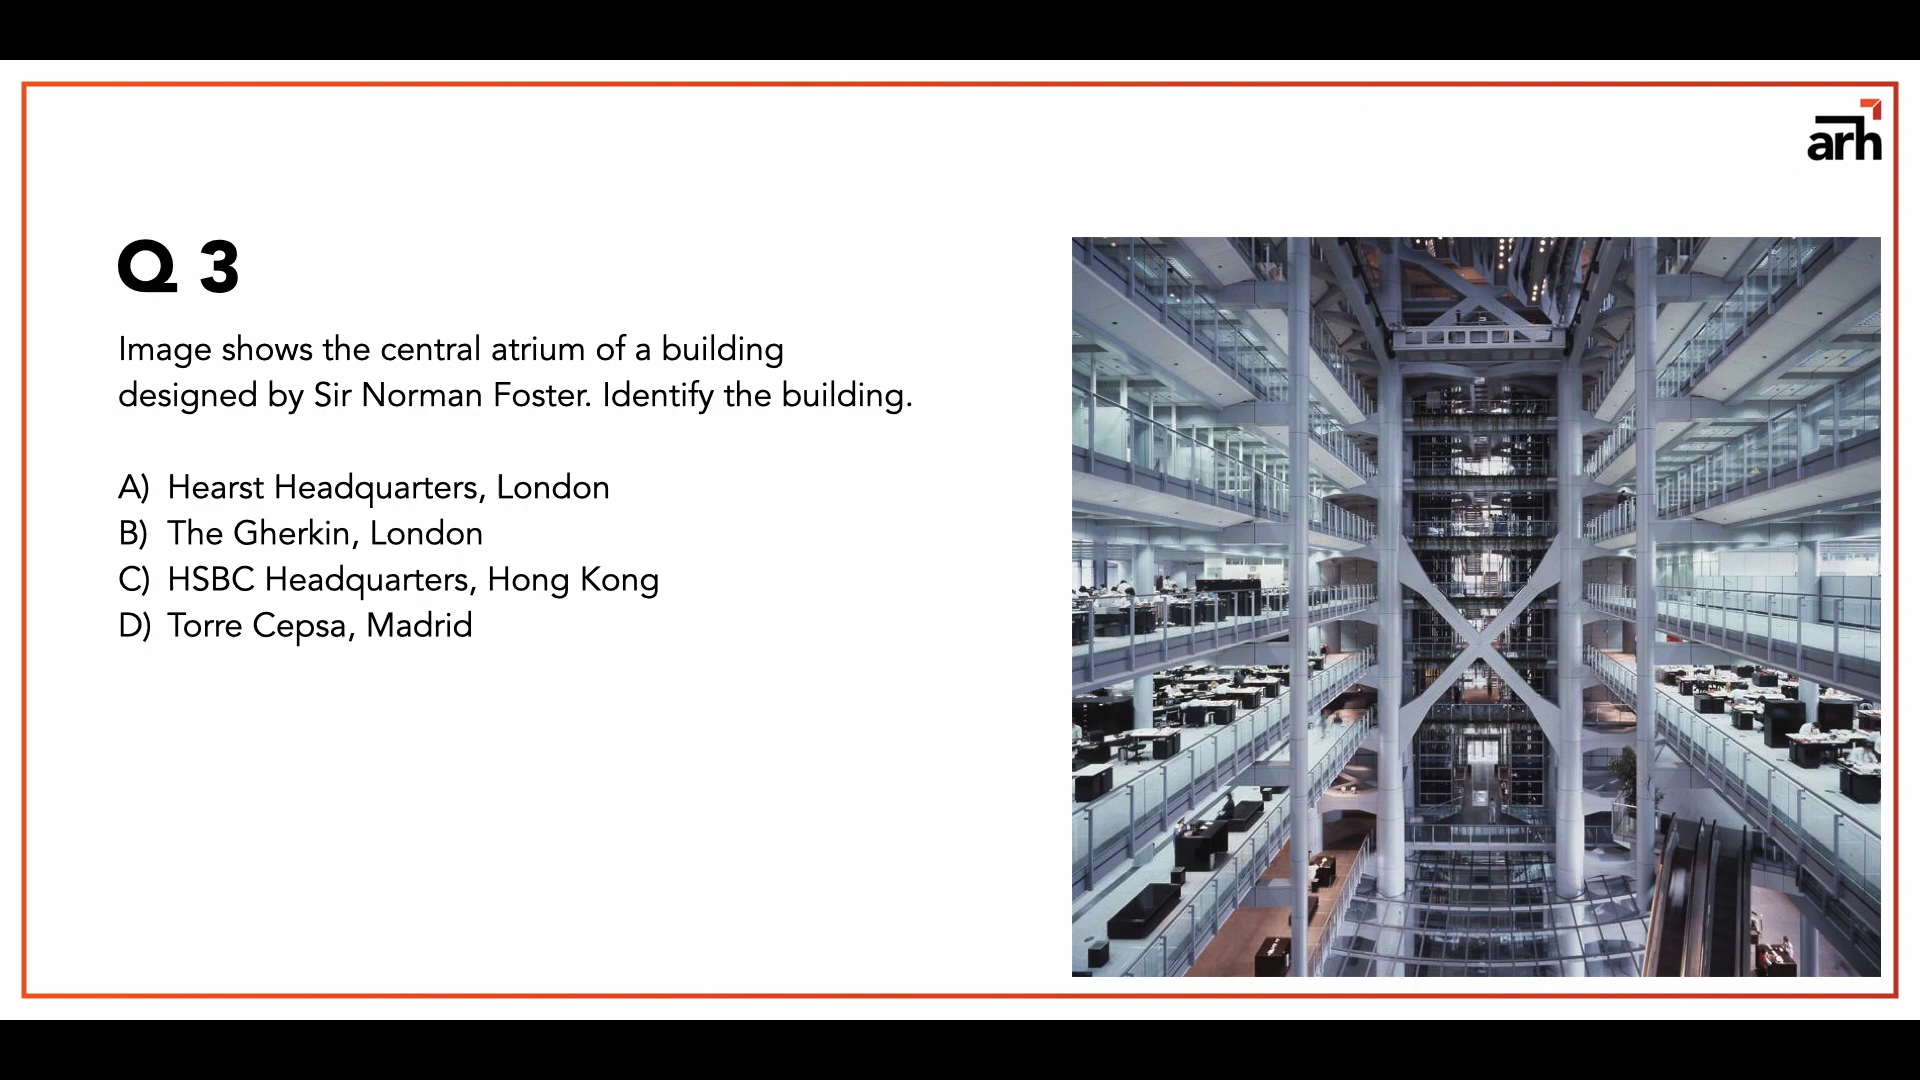 arh
Q 3
Image shows the central atrium of a building
designed by Sir Norman Foster. Identify the building.
A) Hearst Headquarters, London
B) The Gherkin, London
C) HSBC Headquarters, Hong Kong
D) Torre Cepsa, Madrid